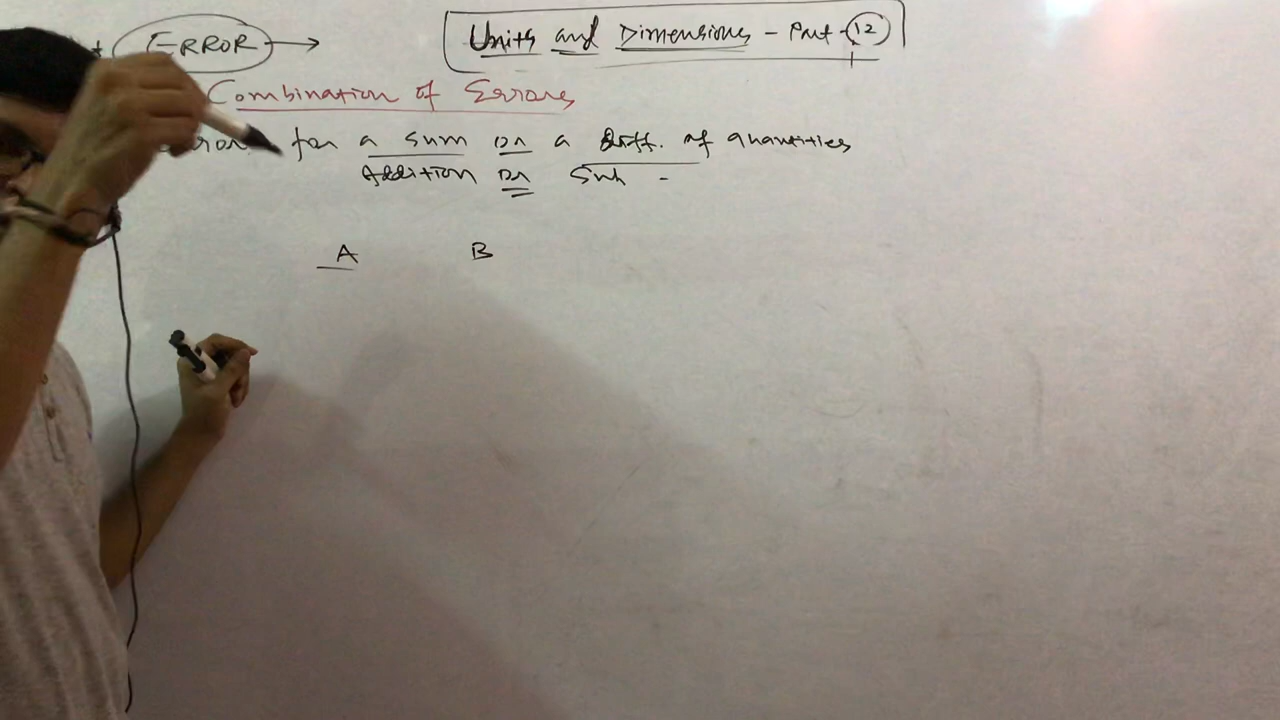 ERROR → Units and Dimensions - Part - 12
Combination of Errors
for a sum or a Diff. of quantities
Addition or Sub -
A B